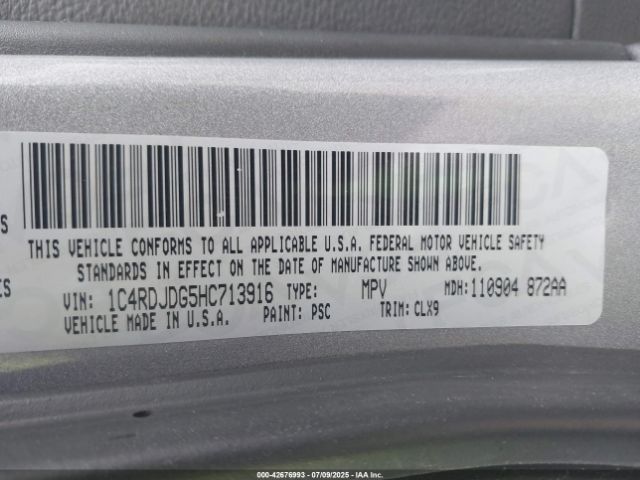 IS
THIS VEHICLE CONFORMS TO ALL APPLICABLE U.S.A. FEDERAL MOTOR VEHICLE SAFETY
STANDARDS IN EFFECT ON THE DATE OF MANUFACTURE SHOWN ABOVE.
IES
VIN: 1C4RDJDG5HC713916 TYPE: MPV MDH:110904 872AA
VEHICLE MADE IN U.S.A. PAINT: PSC TRIM:CLX9
000-42676993 07/09/2025 - IAA Inc.